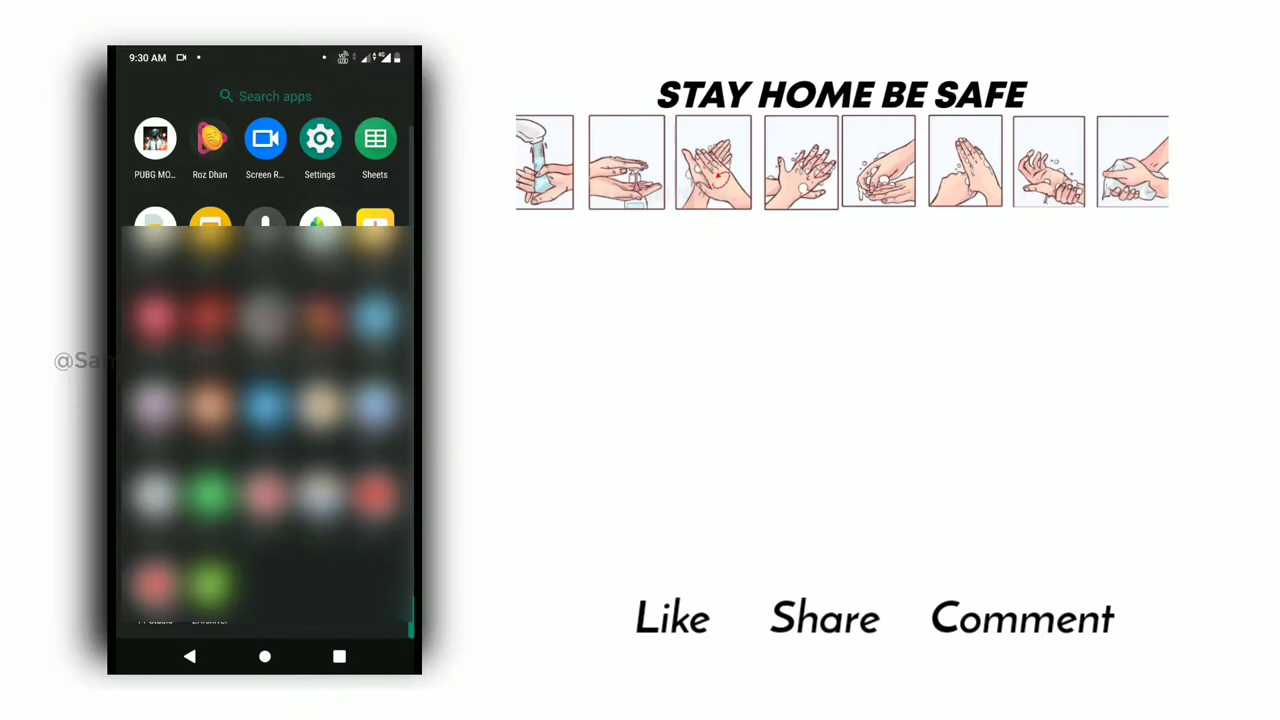 9:30 AM
Search apps
PUBG MO...
Roz Dhan
Screen R...
Settings
Sheets
STAY HOME BE SAFE
Like Share Comment